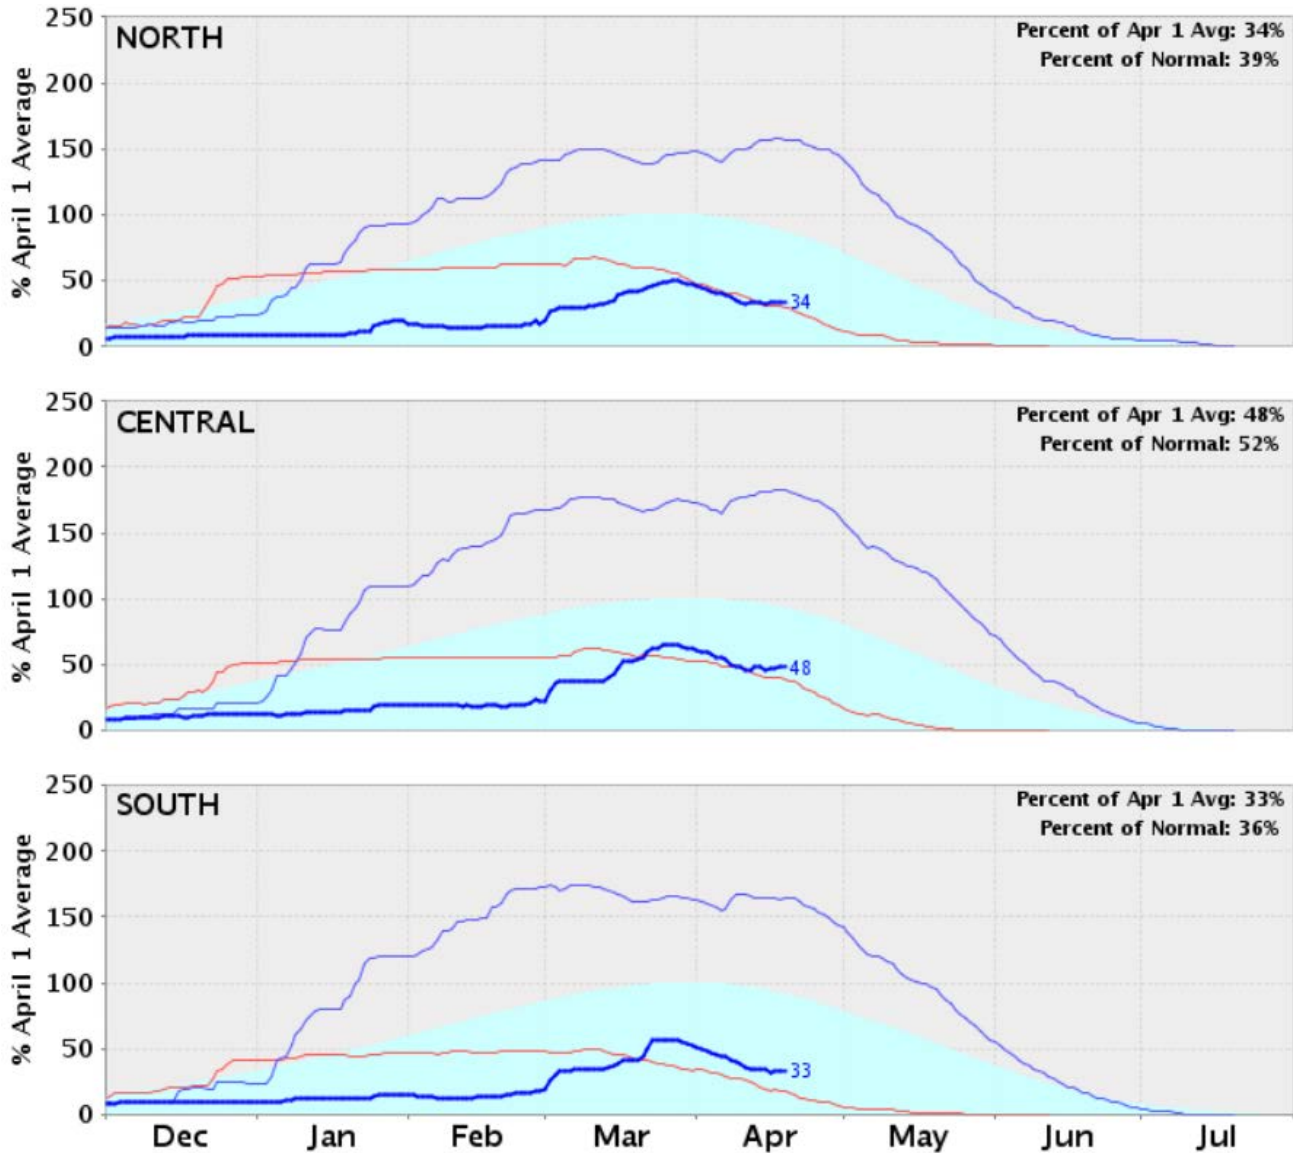 250
NORTH
Percent of Apr 1 Avg: 34%
Percent of Normal: 39%
200
150
100
50
0
% April 1 Average
34
250
CENTRAL
Percent of Apr 1 Avg: 48%
Percent of Normal: 52%
200
150
100
50
0
% April 1 Average
48
250
SOUTH
Percent of Apr 1 Avg: 33%
Percent of Normal: 36%
200
150
100
50
0
% April 1 Average
33
Dec Jan Feb Mar Apr May Jun Jul